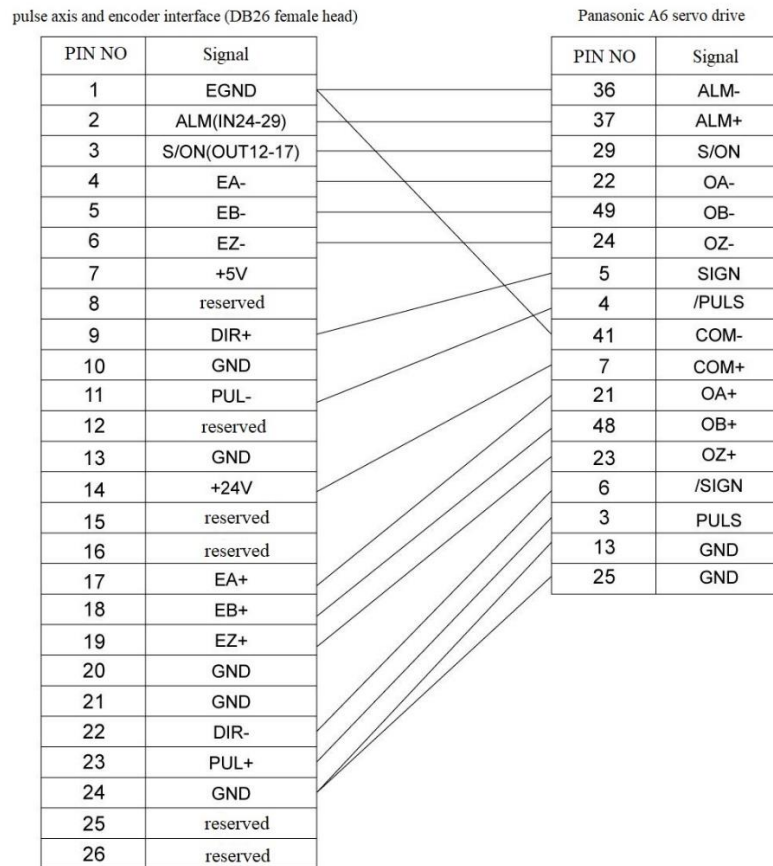 pulse axis and encoder interface (DB26 female head)
PIN NO Signal
1 EGND
2 ALM(IN24-29)
3 S/ON(OUT12-17)
4 EA-
5 EB-
6 EZ-
7 +5V
8 reserved
9 DIR+
10 GND
11 PUL-
12 reserved
13 GND
14 +24V
15 reserved
16 reserved
17 EA+
18 EB+
19 EZ+
20 GND
21 GND
22 DIR-
23 PUL+
24 GND
25 reserved
26 reserved
Panasonic A6 servo drive
PIN NO Signal
36 ALM-
37 ALM+
29 S/ON
22 OA-
49 OB-
24 OZ-
5 SIGN
4 /PULS
41 COM-
7 COM+
21 OA+
48 OB+
23 OZ+
6 /SIGN
3 PULS
13 GND
25 GND